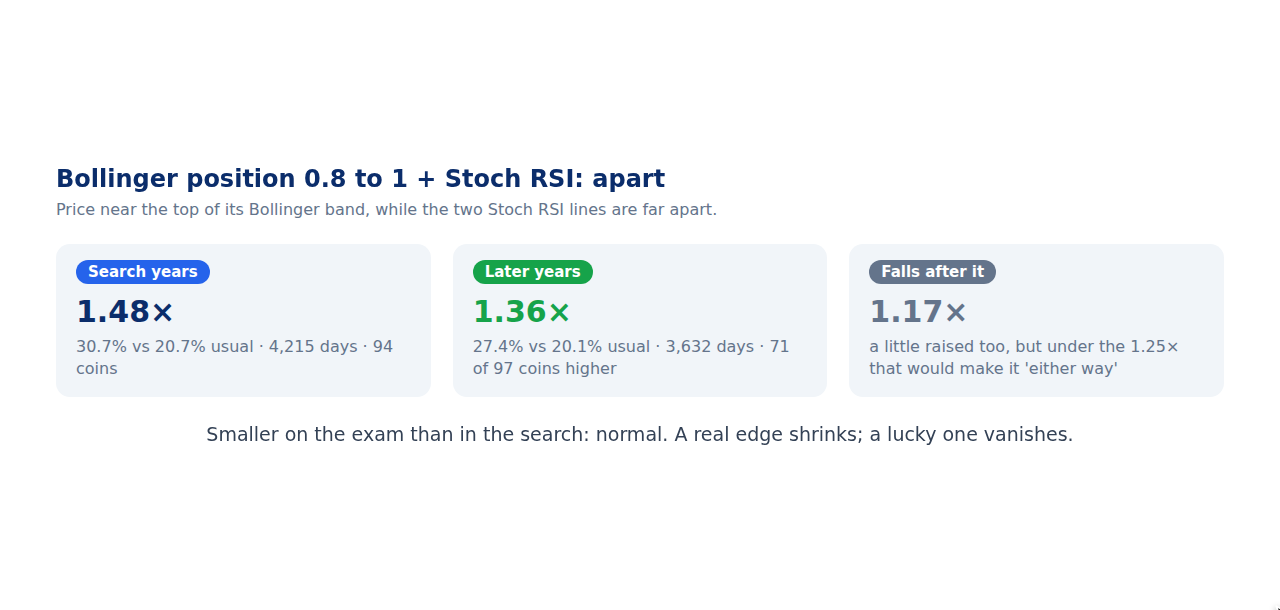 Bollinger position 0.8 to 1 + Stoch RSI: apart
Price near the top of its Bollinger band, while the two Stoch RSI lines are far apart.
Search years
1.48×
30.7% vs 20.7% usual · 4,215 days · 94
coins
Later years
1.36×
27.4% vs 20.1% usual · 3,632 days · 71
of 97 coins higher
Falls after it
1.17×
a little raised too, but under the 1.25×
that would make it 'either way'
Smaller on the exam than in the search: normal. A real edge shrinks; a lucky one vanishes.